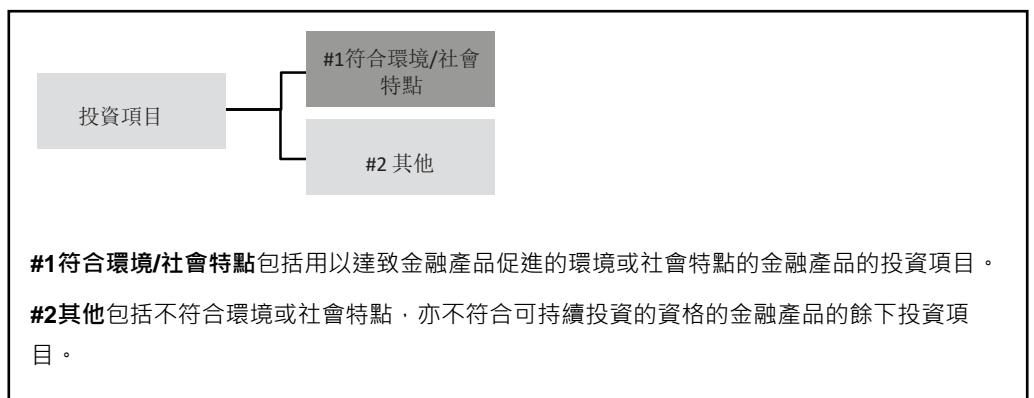 #1符合環境/社會
特點
投資項目
#2 其他
#1符合環境/社會特點包括用以達致金融產品促進的環境或社會特點的金融產品的投資項目。
#2其他包括不符合環境或社會特點，亦不符合可持續投資的資格的金融產品的餘下投資項
目。